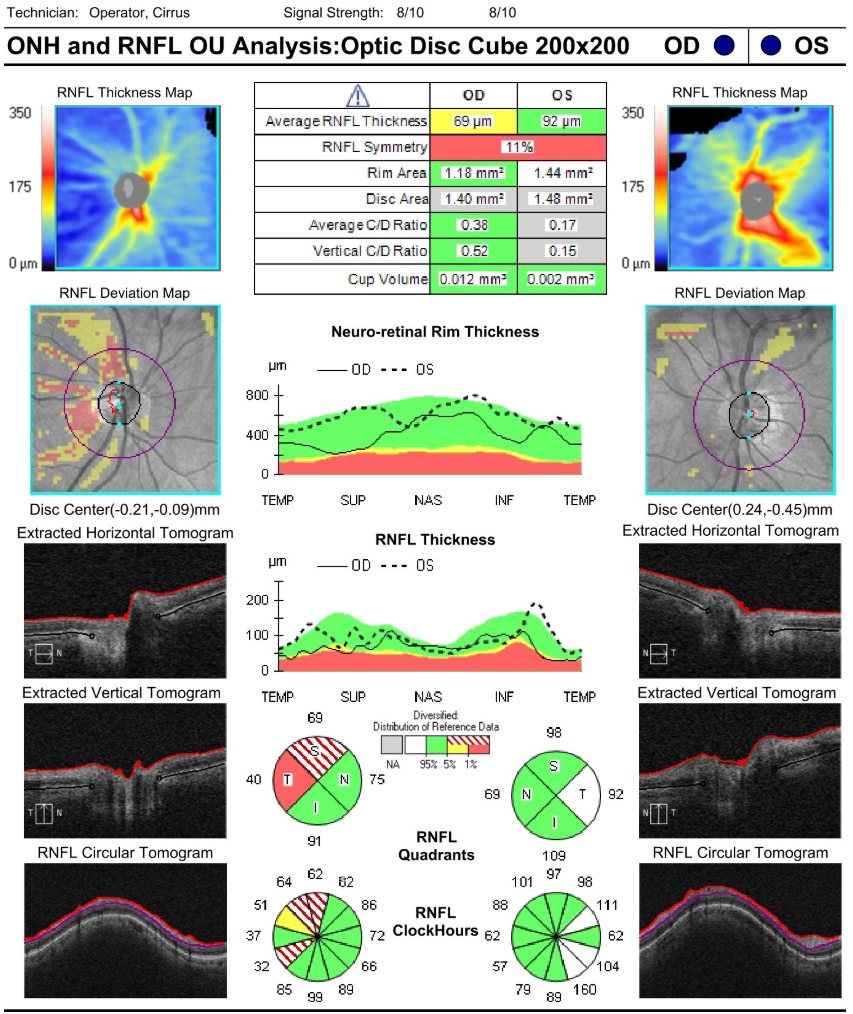 Technician: Operator, Cirrus Signal Strength: 8/10 8/10
ONH and RNFL OU Analysis:Optic Disc Cube 200x200 OD OS
RNFL Thickness Map
350
175
0 µm
OD OS
Average RNFL Thickness 69 µm 92 µm
RNFL Symmetry 11%
Rim Area 1.18 mm² 1.44 mm²
Disc Area 1.40 mm² 1.48 mm²
Average C/D Ratio 0.38 0.17
Vertical C/D Ratio 0.52 0.15
Cup Volume 0.012 mm³ 0.002 mm³
RNFL Thickness Map
350
175
0 µm
RNFL Deviation Map
Disc Center(-0.21,-0.09)mm
Neuro-retinal Rim Thickness
µm OD OS
800
400
0
TEMP SUP NAS INF TEMP
RNFL Deviation Map
Disc Center(0.24,-0.45)mm
Extracted Horizontal Tomogram
T N
RNFL Thickness
µm OD OS
200
100
0
TEMP SUP NAS INF TEMP
Extracted Horizontal Tomogram
N T
Extracted Vertical Tomogram
T N
69
S
40 T N 75
I
91
Diversified:
Distribution of Reference Data
NA 95% 5% 1%
98
S
69 N T 92
I
109
RNFL
Quadrants
Extracted Vertical Tomogram
N T
RNFL Circular Tomogram
62
64 82
51 86
37 72
32 66
85 89
99
RNFL
ClockHours
97
101 98
88 111
62 62
57 104
79 160
89
RNFL Circular Tomogram